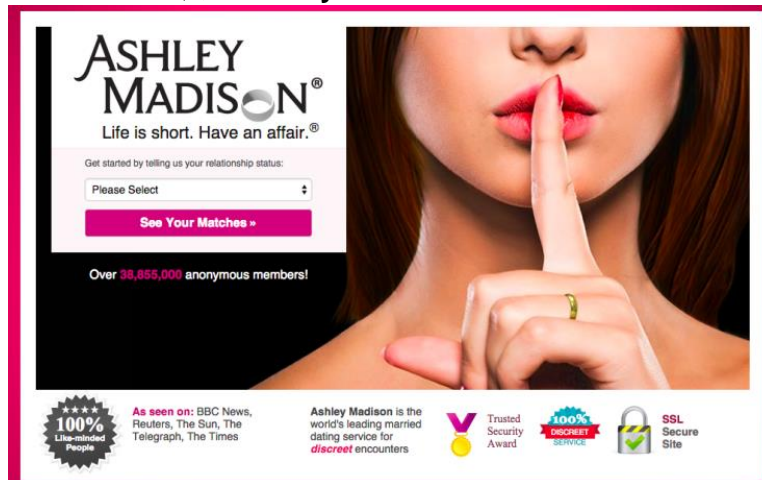 ASHLEY
MADISON®
Life is short. Have an affair.®
Get started by telling us your relationship status:
Please Select
See Your Matches »
Over 38,855,000 anonymous members!
100%
Like-minded
People
As seen on: BBC News,
Reuters, The Sun, The
Telegraph, The Times
Ashley Madison is the
world's leading married
dating service for
discreet encounters
Trusted
Security
Award
100%
DISCREET
SERVICE
SSL
Secure
Site